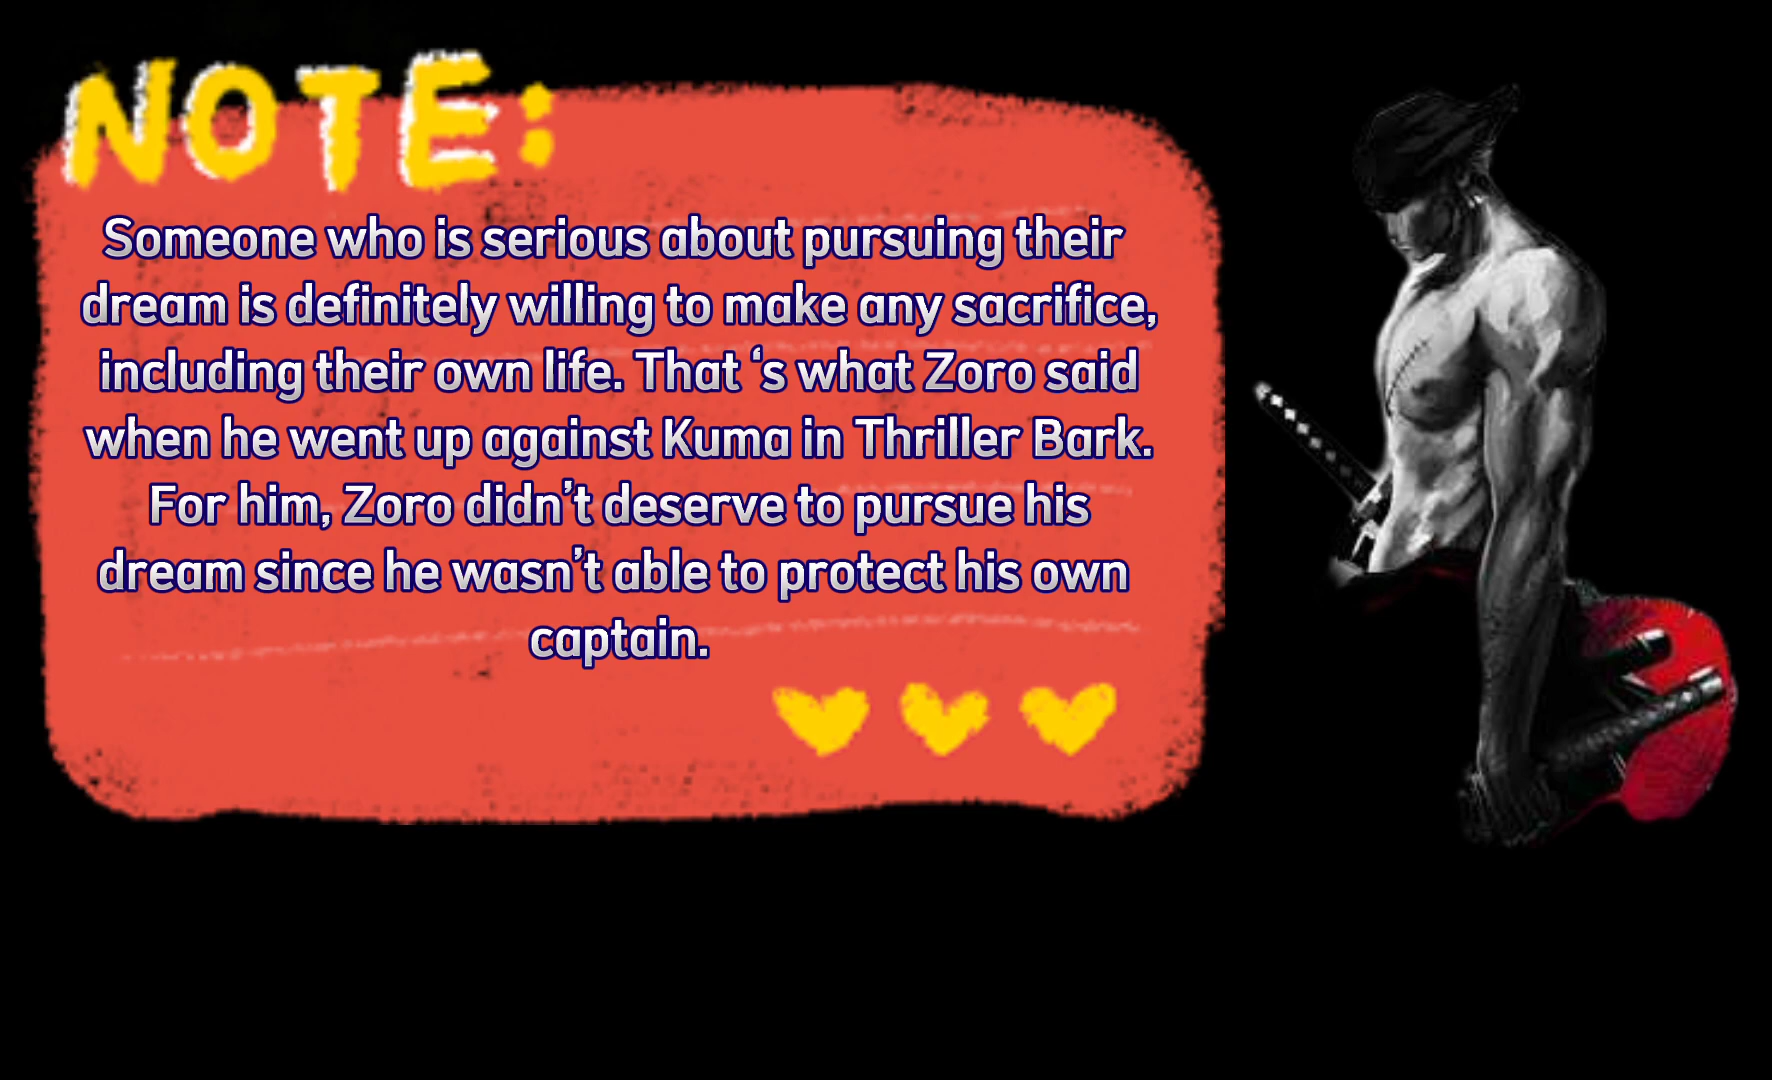 NOTE:
Someone who is serious about pursuing their
dream is definitely willing to make any sacrifice,
including their own life. That ‘s what Zoro said
when he went up against Kuma in Thriller Bark.
For him, Zoro didn’t deserve to pursue his
dream since he wasn’t able to protect his own
captain.